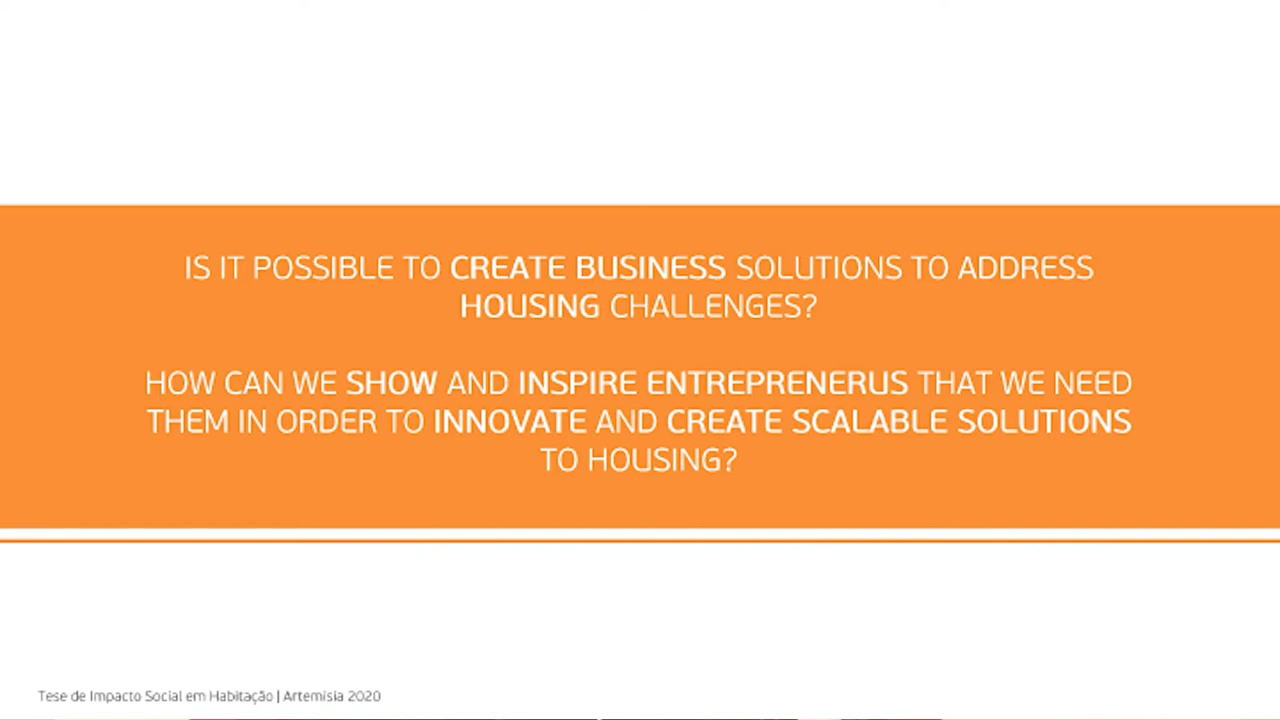 IS IT POSSIBLE TO CREATE BUSINESS SOLUTIONS TO ADDRESS
HOUSING CHALLENGES?
HOW CAN WE SHOW AND INSPIRE ENTREPRENERUS THAT WE NEED
THEM IN ORDER TO INNOVATE AND CREATE SCALABLE SOLUTIONS
TO HOUSING?
Tese de Impacto Social em Habitação | Artemisia 2020